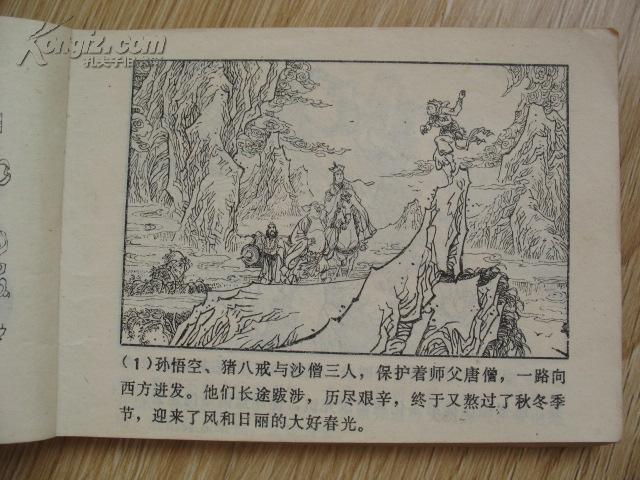 Kongfz.com
孔夫子旧书网
(1)孙悟空、猪八戒与沙僧三人，保护着师父唐僧，一路向
西方进发。他们长途跋涉，历尽艰辛，终于又熬过了秋冬季
节，迎来了风和日丽的大好春光。